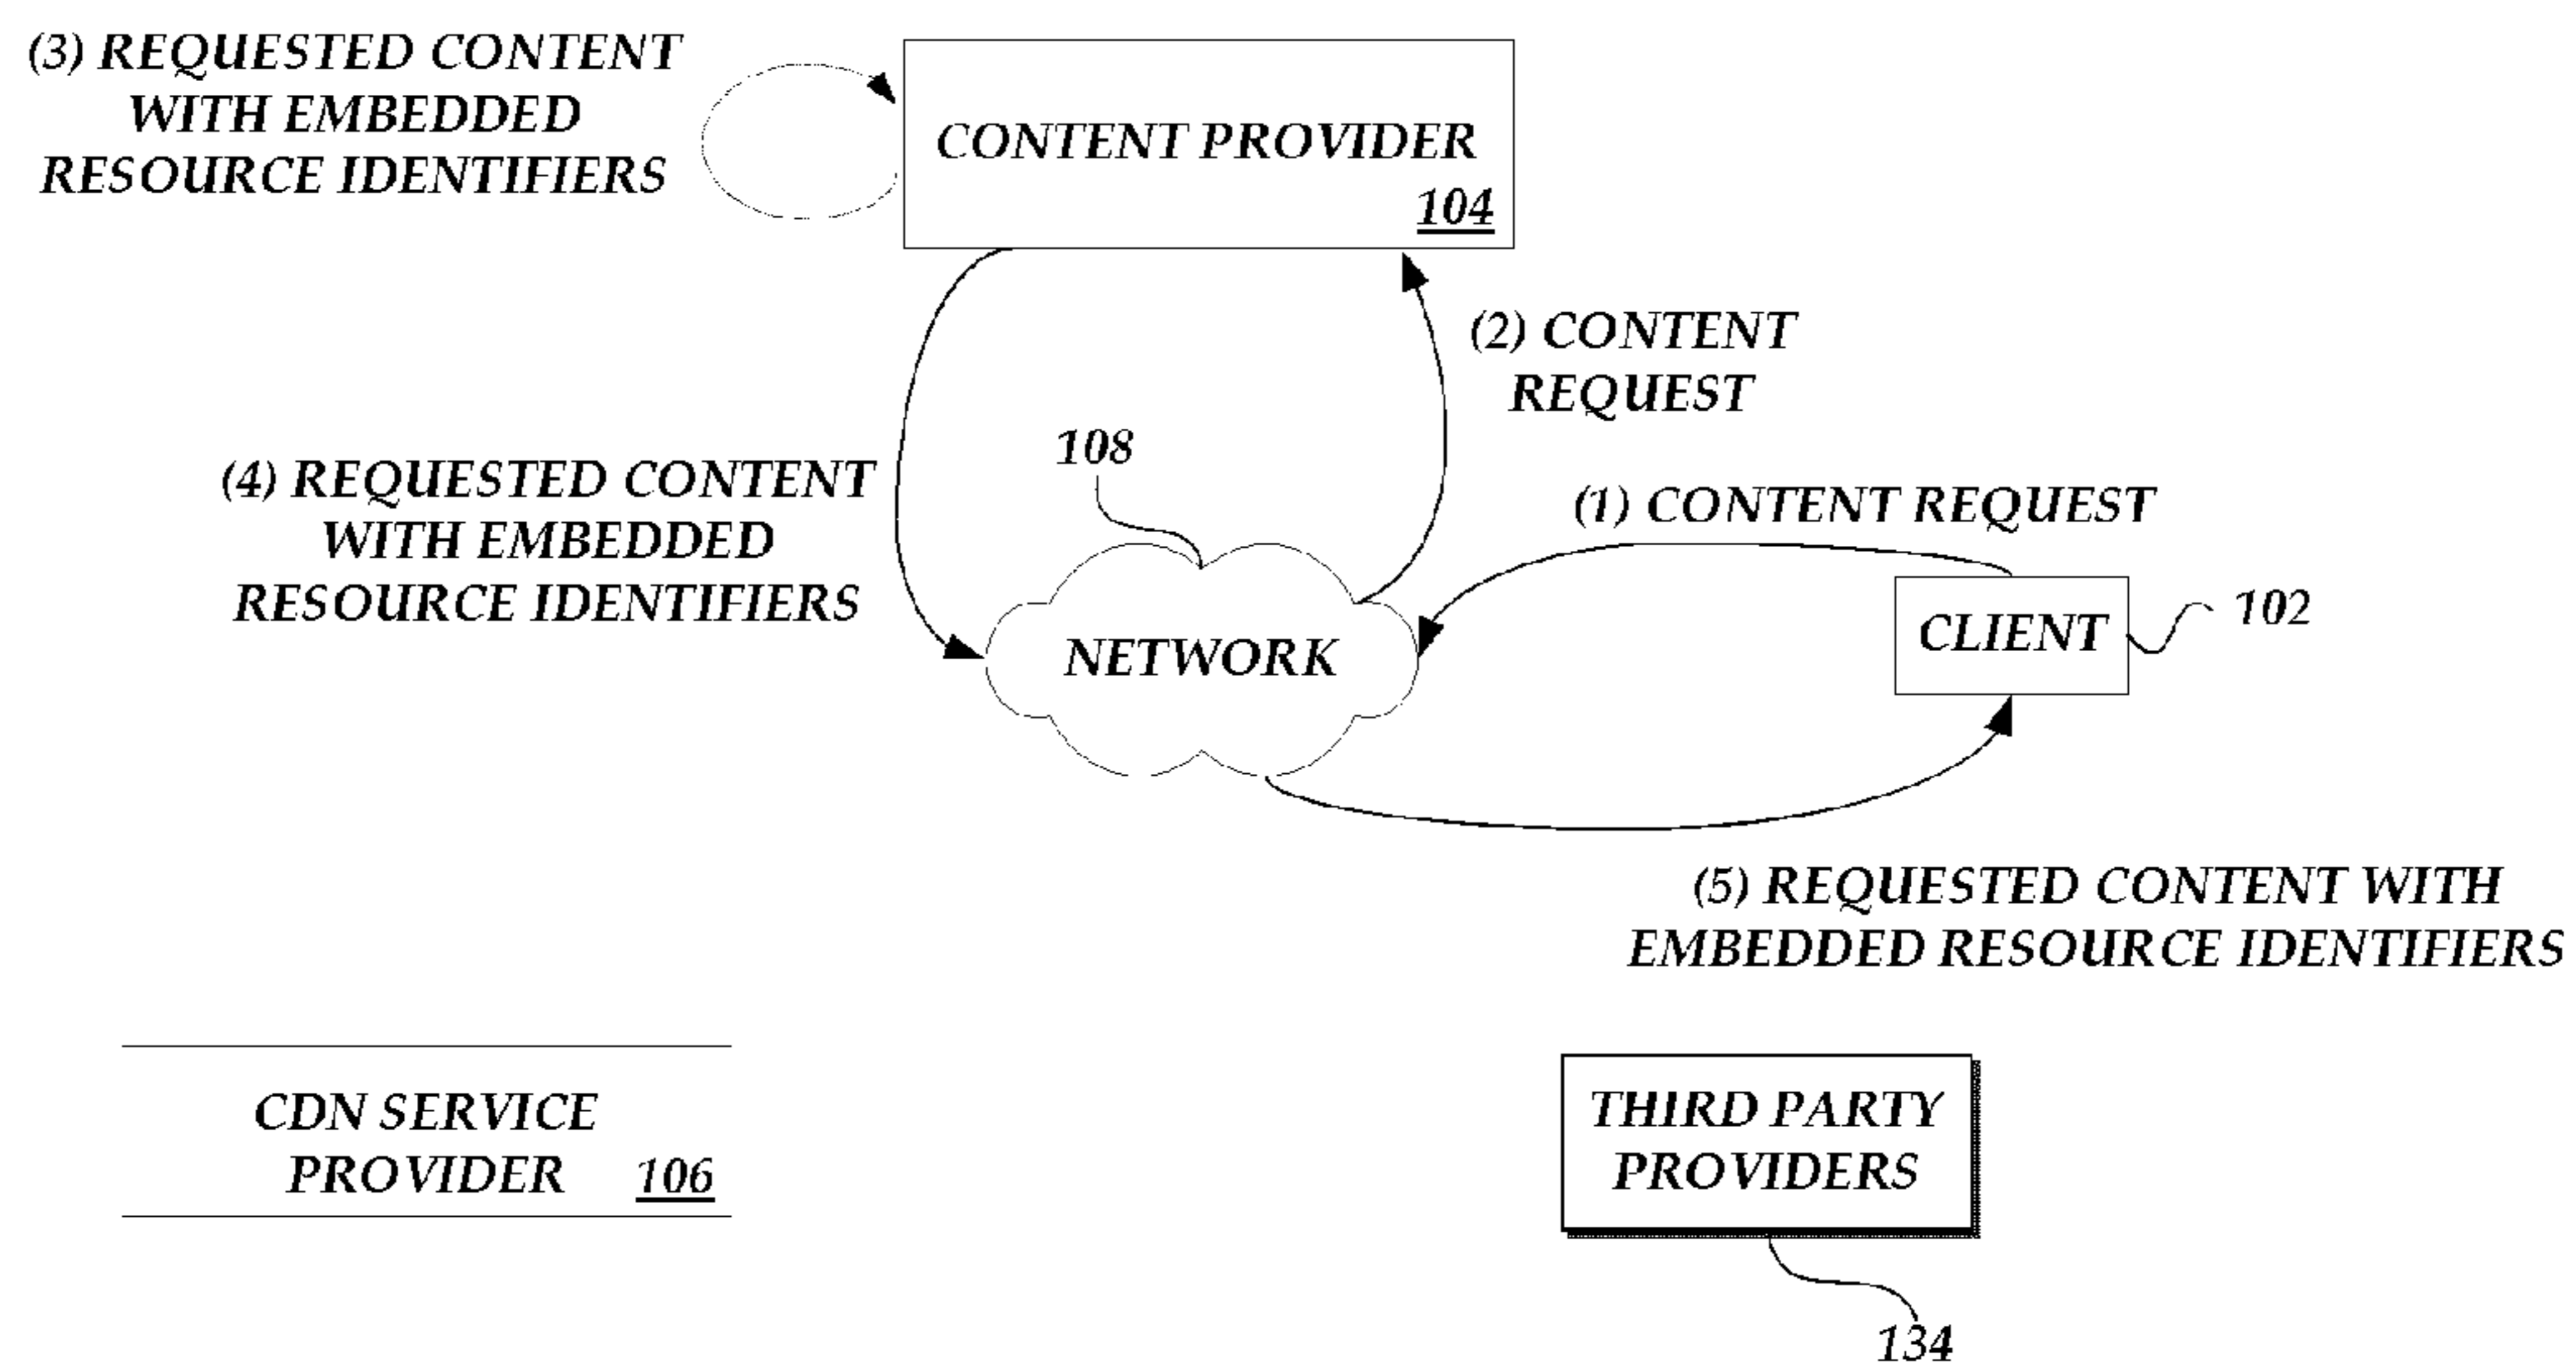 (3) REQUESTED CONTENT
WITH EMBEDDED
RESOURCE IDENTIFIERS
CONTENT PROVIDER
104
(2) CONTENT
REQUEST
108
(4) REQUESTED CONTENT
WITH EMBEDDED
RESOURCE IDENTIFIERS
(1) CONTENT REQUEST
NETWORK
CLIENT
102
(5) REQUESTED CONTENT WITH
EMBEDDED RESOURCE IDENTIFIERS
CDN SERVICE
PROVIDER 106
THIRD PARTY
PROVIDERS
134